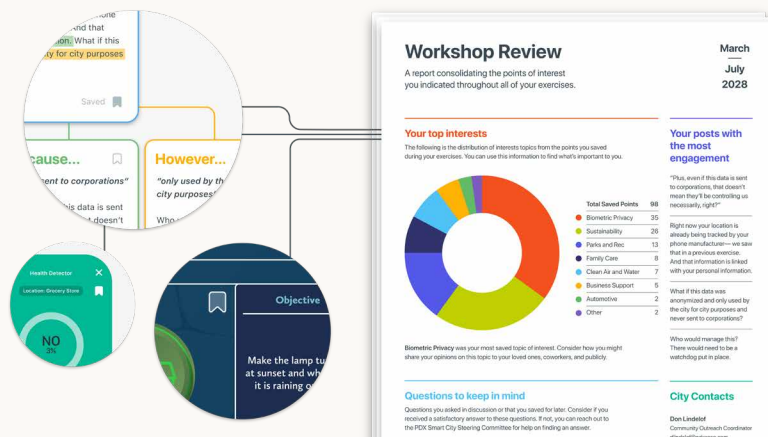 one
And that
ion. What if this
ty for city purposes
Saved
cause...
However...
ent to corporations"
"only used by th
city purposes
is data is sent
t doesn't
Who
Health Detector
Location: Grocery Store
NO
3%
Objective
Make the lamp tu
at sunset and wh
it is raining o
Workshop Review
A report consolidating the points of interest
you indicated throughout all of your exercises.
March
July
2028
Your top interests
The following is the distribution of interests topics from the points you saved
during your exercises. You can use this information to find what's important to you.
Total Saved Points 98
Biometric Privacy 35
Sustainability 26
Parks and Rec 13
Family Care 8
Clean Air and Water 7
Business Support 5
Automotive 2
Other 2
Biometric Privacy was your most saved topic of interest. Consider how you might
share your opinions on this topic to your loved ones, coworkers, and publicly.
Questions to keep in mind
Questions you asked in discussion or that you saved for later. Consider if you
received a satisfactory answer to these questions. If not, you can reach out to
the PDX Smart City Steering Committee for help on finding an answer.
Your posts with
the most
engagement
"Plus, even if this data is sent
to corporations, that doesn't
mean they'll be controlling us
necessarily, right?"
Right now your location is
already being tracked by your
phone manufacturer— we saw
that in a previous exercise.
And that information is linked
with your personal information.
What if this data was
anonymized and only used by
the city for city purposes and
never sent to corporations?
Who would manage this?
There would need to be a
watchdog put in place.
City Contacts
Don Lindelof
Community Outreach Coordinator